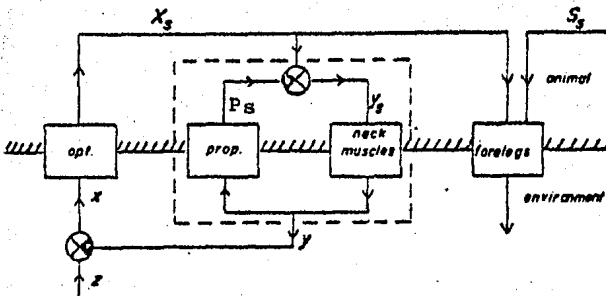 Xs Ss
animal
Ps
ys
opt. prop. neck muscles forelegs
environment
x
y
z